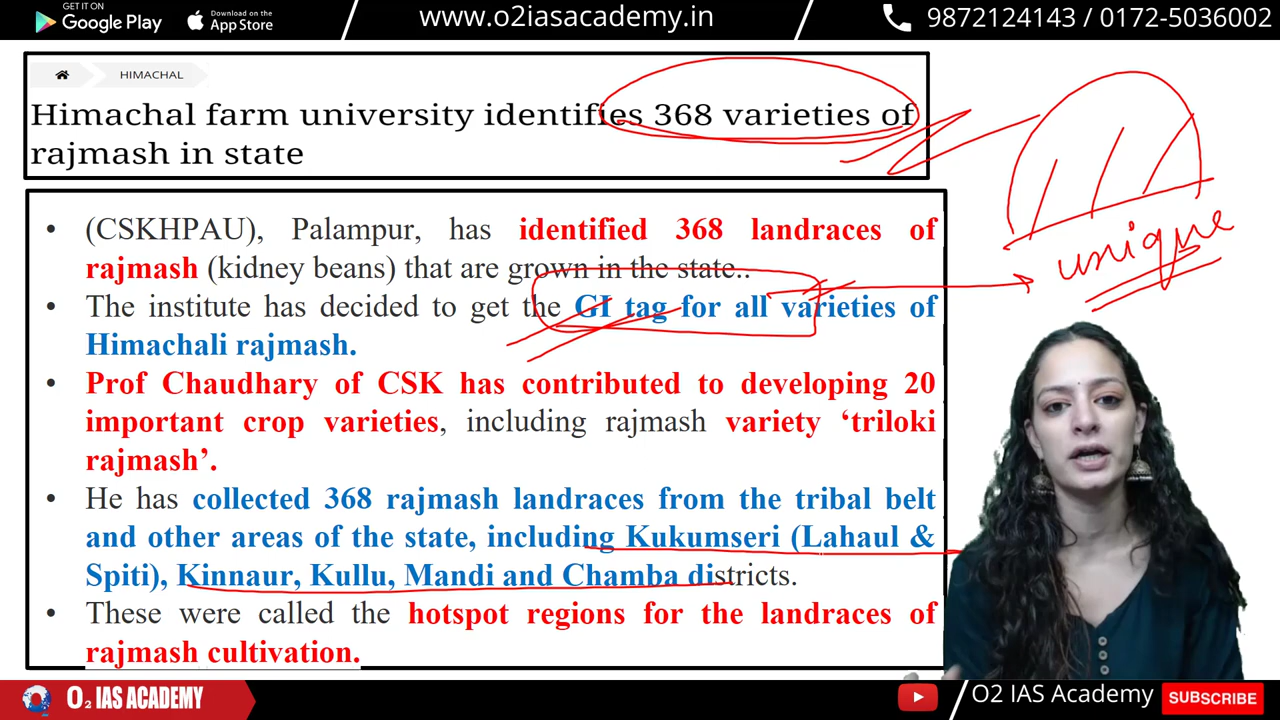 GET IT ON
Google Play
Download on the
App Store
www.o2iasacademy.in
9872124143 / 0172-5036002
HIMACHAL
Himachal farm university identifies 368 varieties of
rajmash in state
• (CSKHPAU), Palampur, has identified 368 landraces of
rajmash (kidney beans) that are grown in the state..
• The institute has decided to get the GI tag for all varieties of
Himachali rajmash.
• Prof Chaudhary of CSK has contributed to developing 20
important crop varieties, including rajmash variety ‘triloki
rajmash’.
• He has collected 368 rajmash landraces from the tribal belt
and other areas of the state, including Kukumseri (Lahaul &
Spiti), Kinnaur, Kullu, Mandi and Chamba districts.
• These were called the hotspot regions for the landraces of
rajmash cultivation.
unique
O2 IAS ACADEMY
O2 IAS Academy
SUBSCRIBE